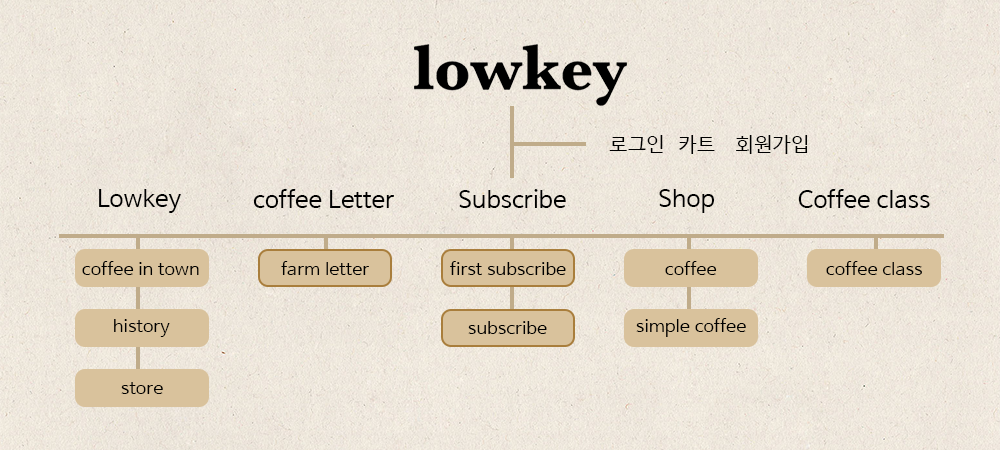 lowkey
로그인 카트 회원가입
Lowkey coffee Letter Subscribe Shop Coffee class
coffee in town farm letter first subscribe coffee coffee class
history subscribe simple coffee
store